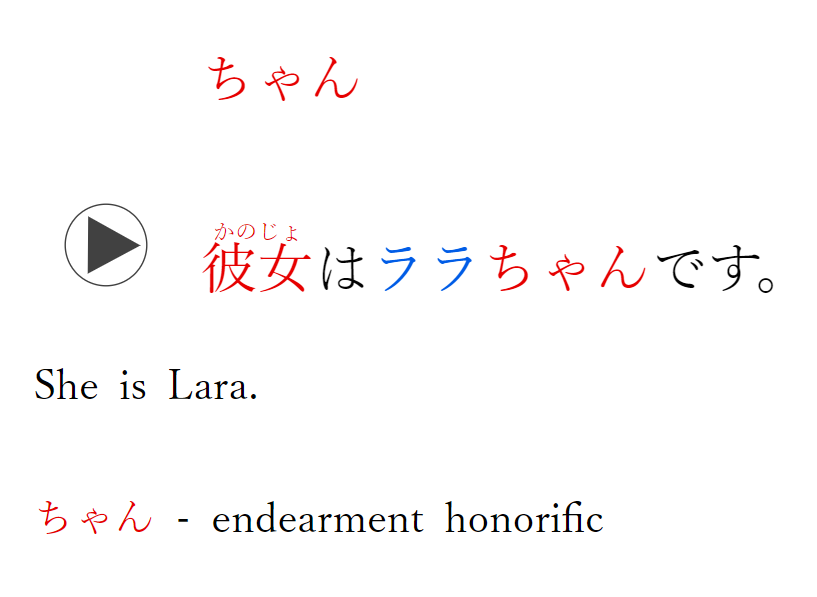 ちゃん
かのじょ
彼女はララちゃんです。
She is Lara.
ちゃん - endearment honorific